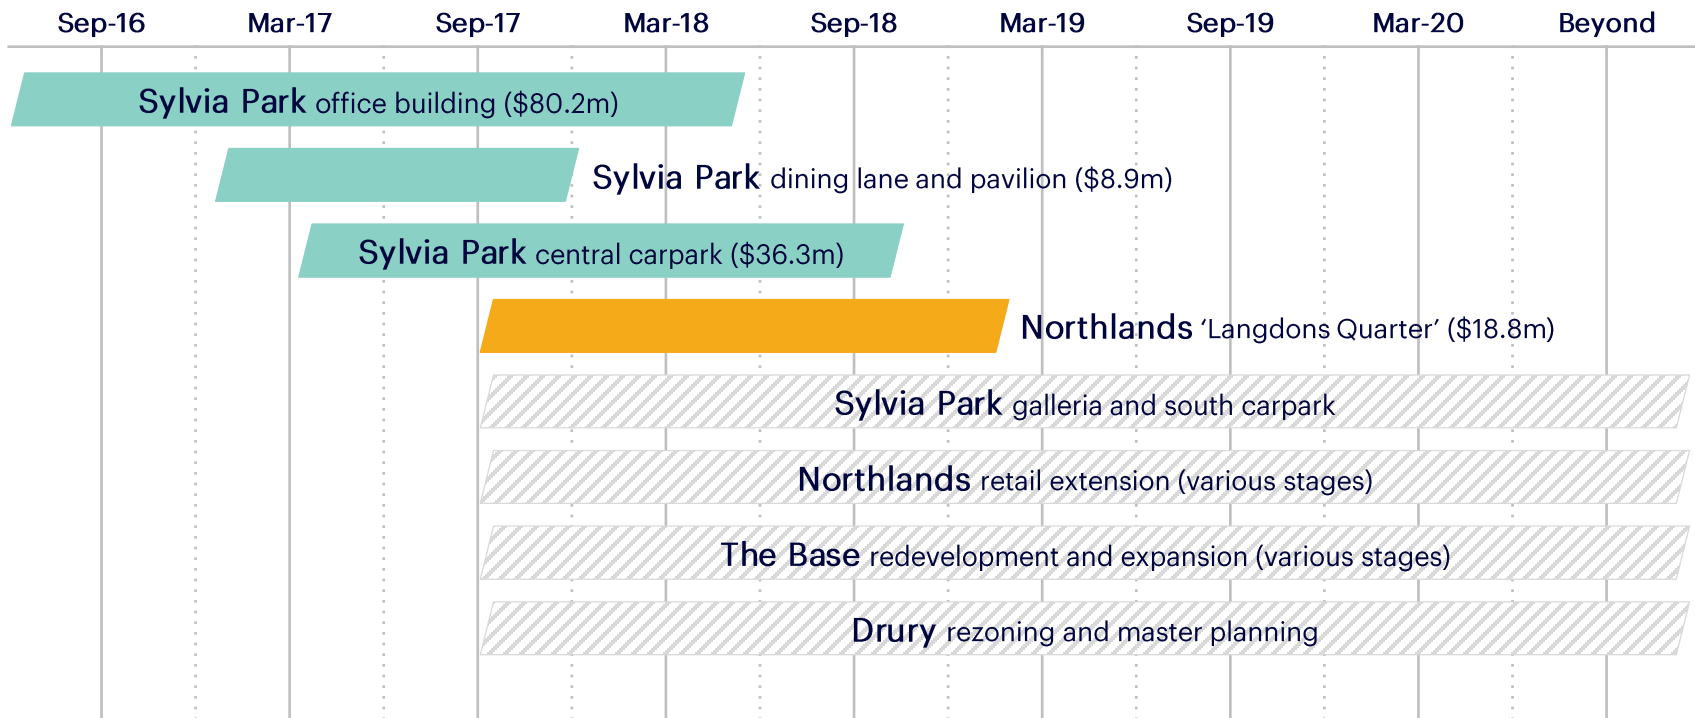 Sep-16 Mar-17 Sep-17 Mar-18 Sep-18 Mar-19 Sep-19 Mar-20 Beyond
Sylvia Park office building ($80.2m)
Sylvia Park dining lane and pavilion ($8.9m)
Sylvia Park central carpark ($36.3m)
Northlands ‘Langdons Quarter’ ($18.8m)
Sylvia Park galleria and south carpark
Northlands retail extension (various stages)
The Base redevelopment and expansion (various stages)
Drury rezoning and master planning